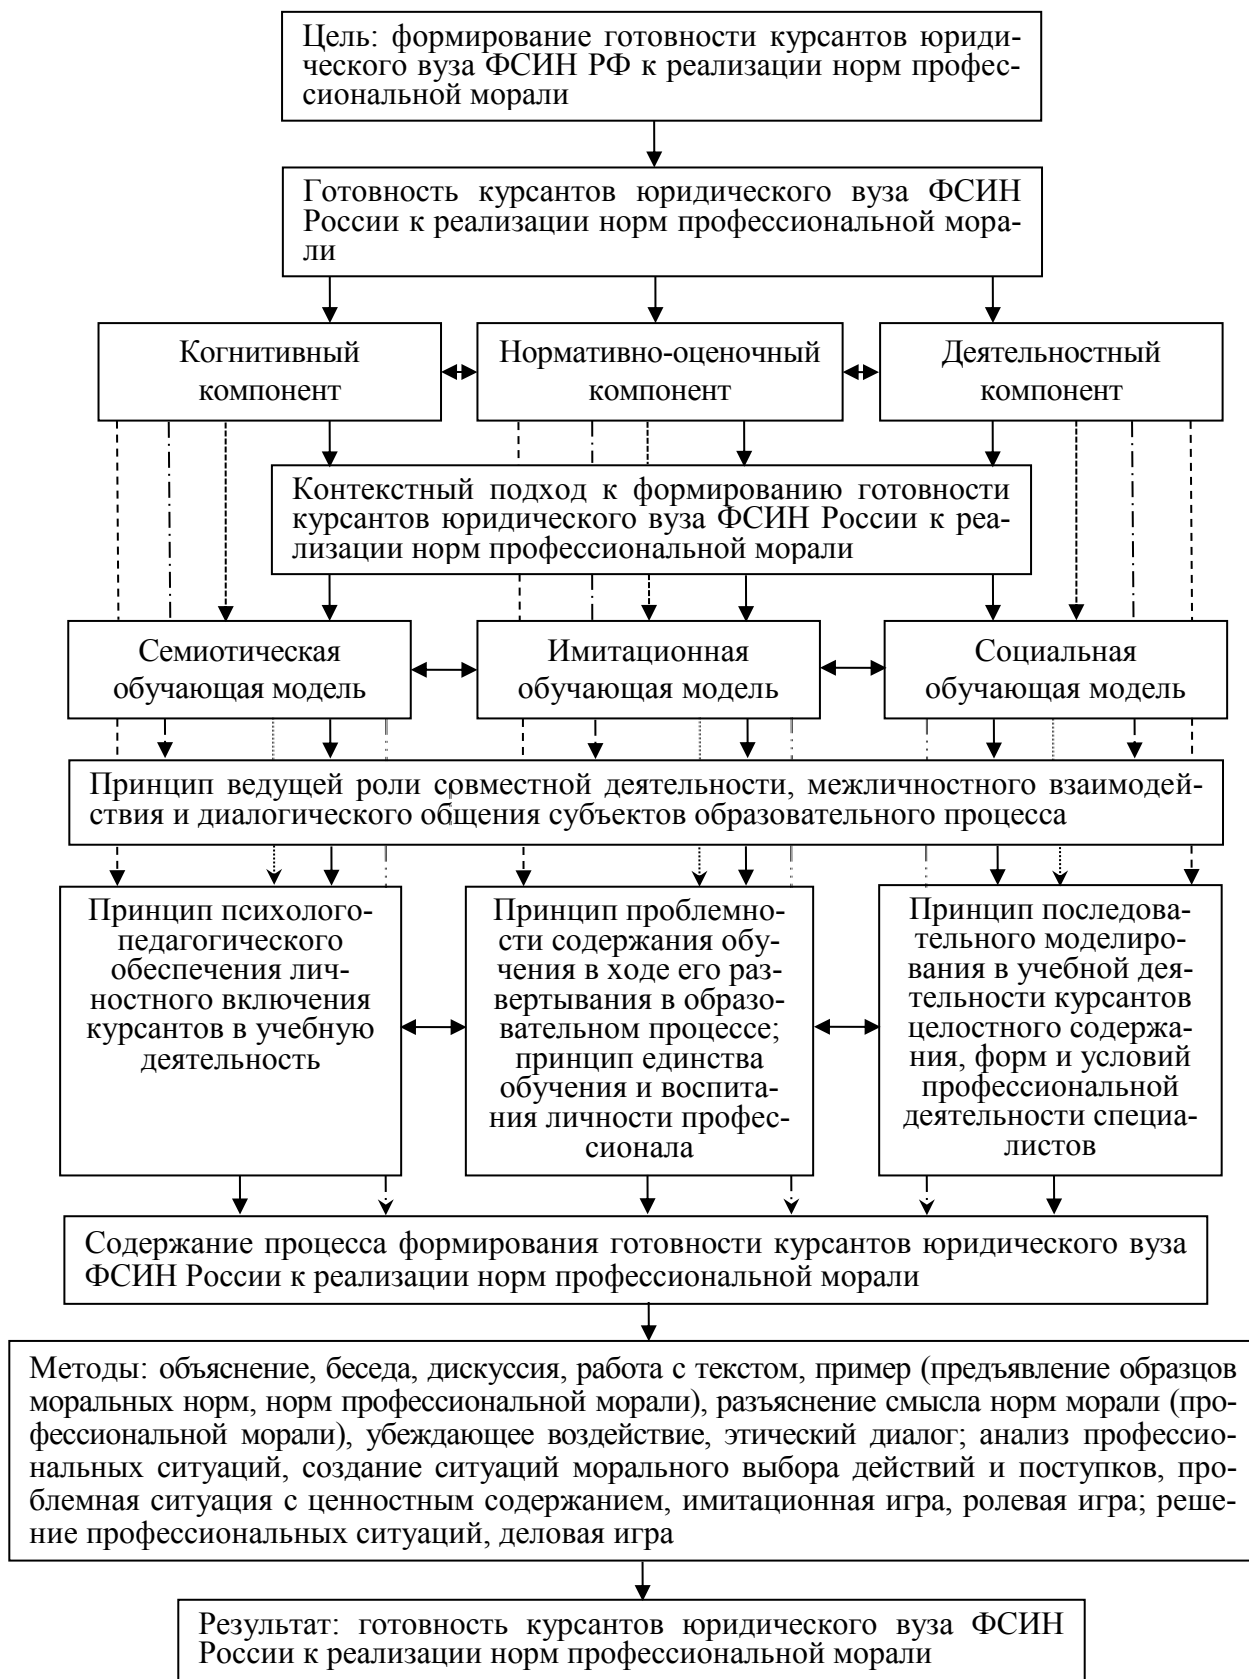 Цель: формирование готовности курсантов юриди-
ческого вуза ФСИН РФ к реализации норм профес-
сиональной морали
Готовность курсантов юридического вуза ФСИН
России к реализации норм профессиональной мора-
ли
Когнитивный
компонент
Нормативно-оценочный
компонент
Деятельностный
компонент
Контекстный подход к формированию готовности
курсантов юридического вуза ФСИН России к ре-
ализации норм профессиональной морали
Семиотическая
обучающая модель
Имитационная
обучающая модель
Социальная
обучающая модель
Принцип ведущей роли совместной деятельности, межличностного взаимодей-
ствия и диалогического общения субъектов образовательного процесса
Принцип психолого-
педагогического
обеспечения лич-
ностного включения
курсантов в учебную
деятельность
Принцип проблемно-
сти содержания обу-
чения в ходе его раз-
вертывания в образо-
вательном процессе;
принцип единства
обучения и воспита-
ния личности профес-
сионала
Принцип последова-
тельного моделиро-
вания в учебной дея-
тельности курсантов
целостного содержа-
ния, форм и условий
профессиональной
деятельности специа-
листов
Содержание процесса формирования готовности курсантов юридического вуза
ФСИН России к реализации норм профессиональной морали
Методы: объяснение, беседа, дискуссия, работа с текстом, пример (предъявление образцов
моральных норм, норм профессиональной морали), разъяснение смысла норм морали (про-
фессиональной морали), убеждающее воздействие, этический диалог; анализ профессио-
нальных ситуаций, создание ситуаций морального выбора действий и поступков, про-
блемная ситуация с ценностным содержанием, имитационная игра, ролевая игра; реше-
ние профессиональных ситуаций, деловая игра
Результат: готовность курсантов юридического вуза ФСИН
России к реализации норм профессиональной морали